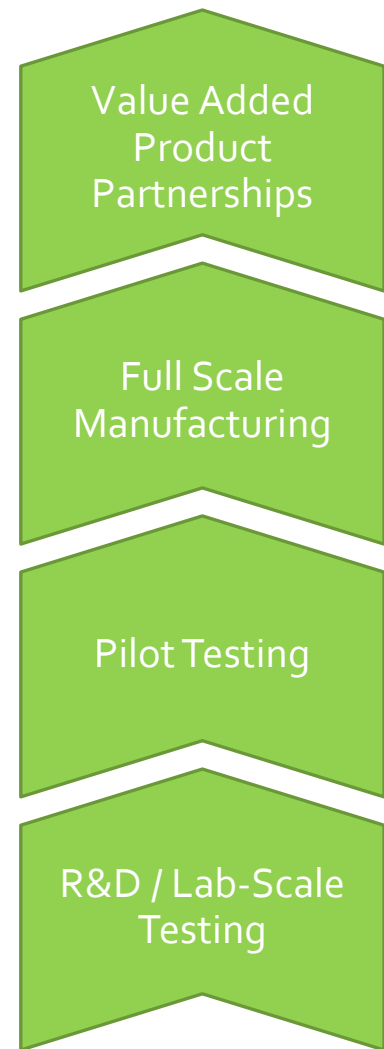 Value Added
Product
Partnerships
Full Scale
Manufacturing
Pilot Testing
R&D / Lab-Scale
Testing